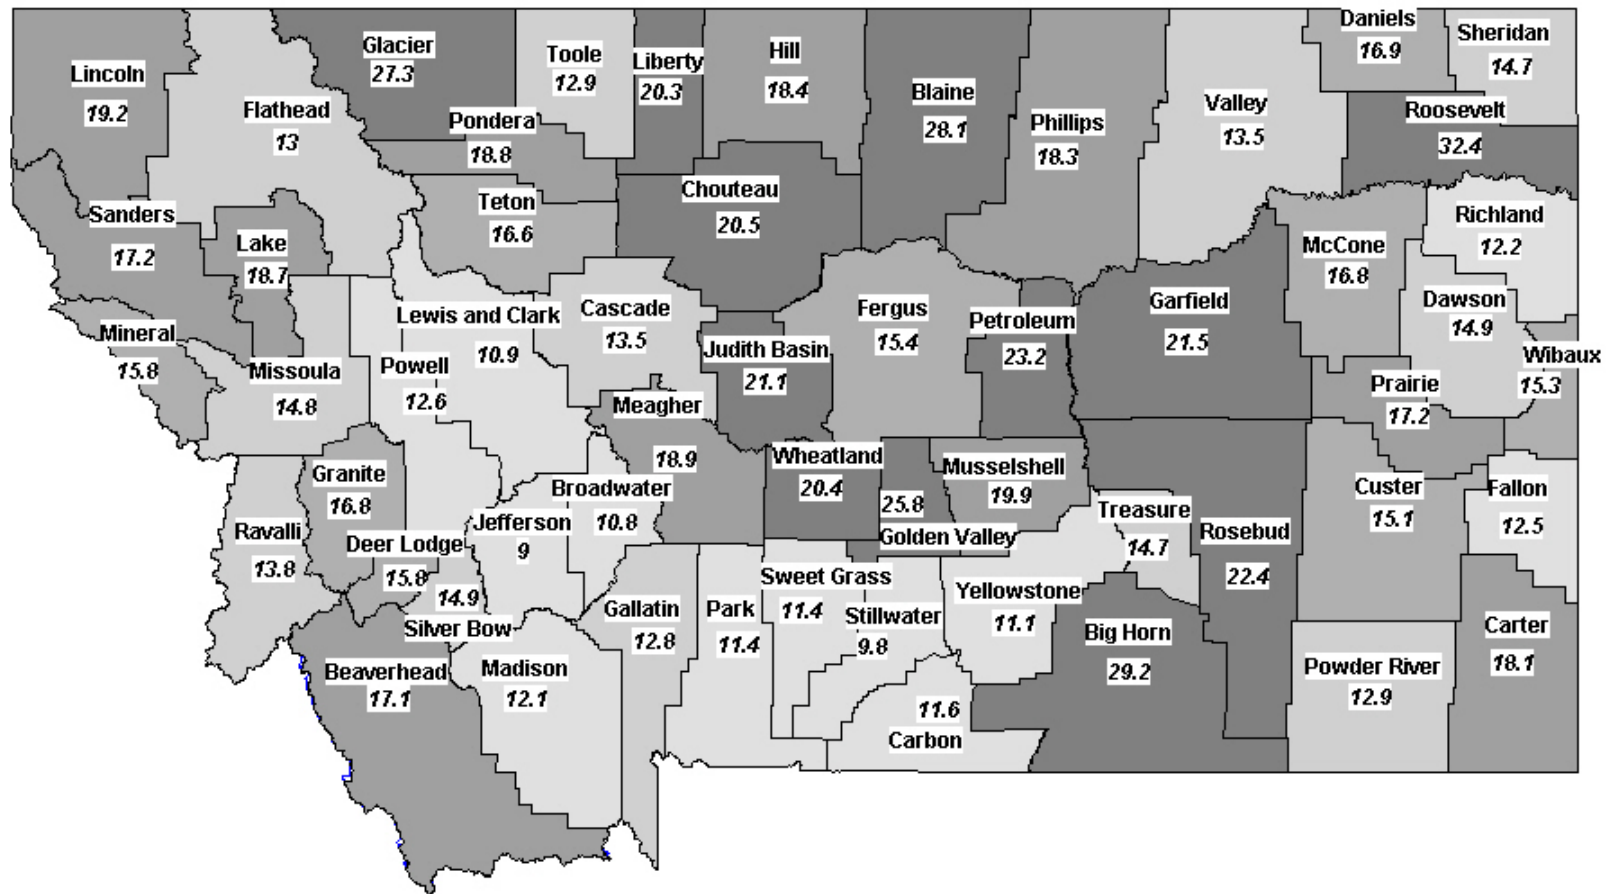 Lincoln
19.2
Flathead
13
Glacier
27.3
Toole
12.9
Liberty
20.3
Hill
18.4
Blaine
28.1
Phillips
18.3
Valley
13.5
Daniels
16.9
Sheridan
14.7
Roosevelt
32.4
Pondera
18.8
Teton
16.6
Chouteau
20.5
Sanders
17.2
Lake
18.7
McCone
16.8
Richland
12.2
Mineral
15.8
Missoula
14.8
Powell
12.6
Lewis and Clark
10.9
Cascade
13.5
Judith Basin
21.1
Fergus
15.4
Petroleum
23.2
Garfield
21.5
Dawson
14.9
Wibaux
15.3
Prairie
17.2
Meagher
18.9
Wheatland
20.4
25.8
Golden Valley
Musselshell
19.9
Treasure
14.7
Rosebud
22.4
Custer
15.1
Fallon
12.5
Ravalli
13.8
Granite
16.8
Deer Lodge
15.8
14.9
Silver Bow
Jefferson
9
Broadwater
10.8
Beaverhead
17.1
Madison
12.1
Gallatin
12.8
Park
11.4
Sweet Grass
11.4
Stillwater
9.8
Yellowstone
11.1
11.6
Carbon
Big Horn
29.2
Powder River
12.9
Carter
18.1